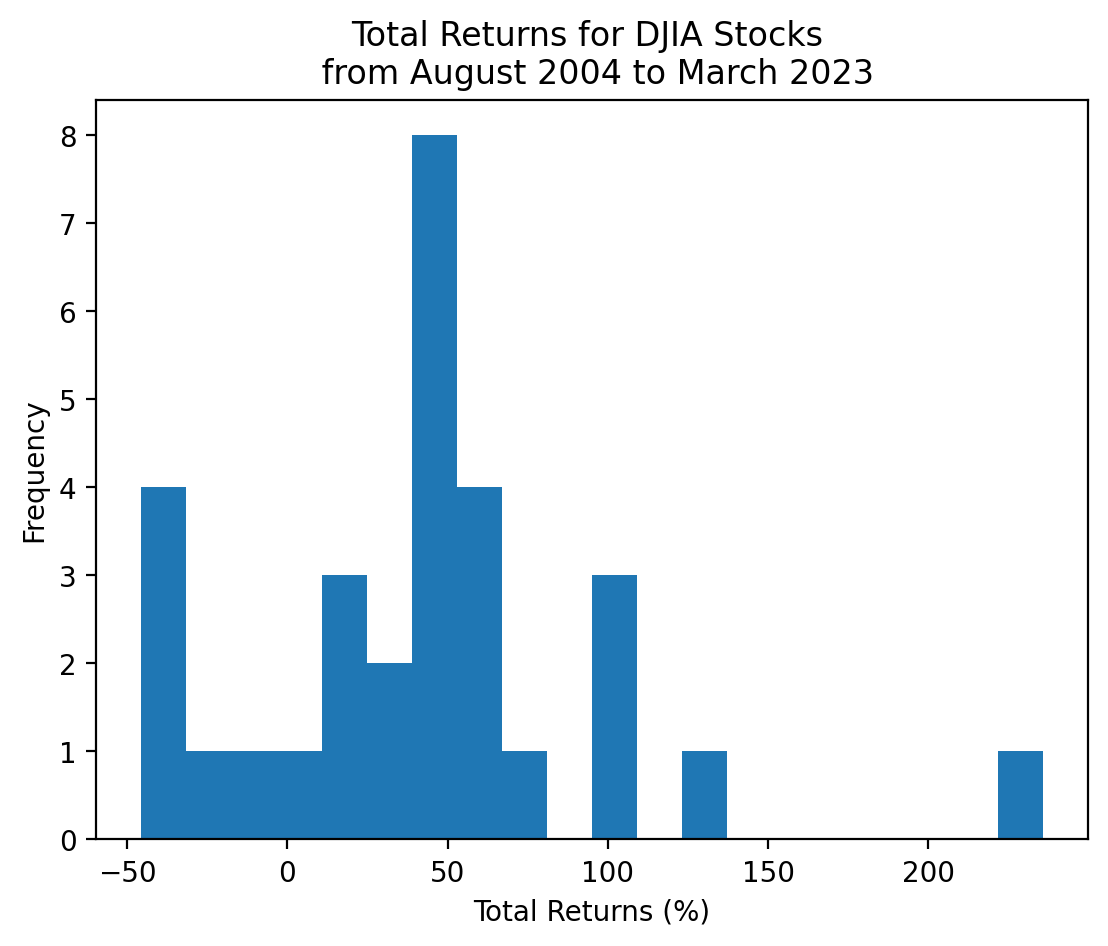 Total Returns for DJIA Stocks
from August 2004 to March 2023
8
7
6
5
4
3
2
1
0
Frequency
−50 0 50 100 150 200
Total Returns (%)